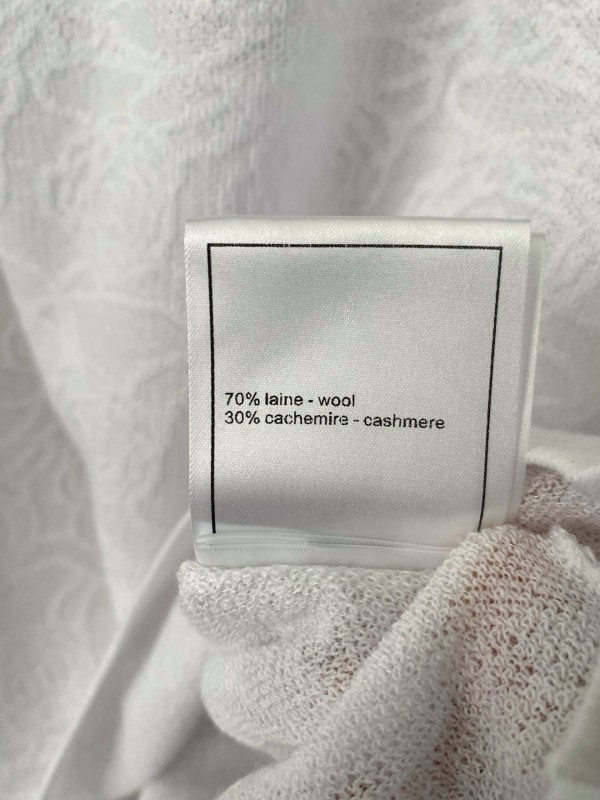 70% laine - wool
30% cachemire - cashmere